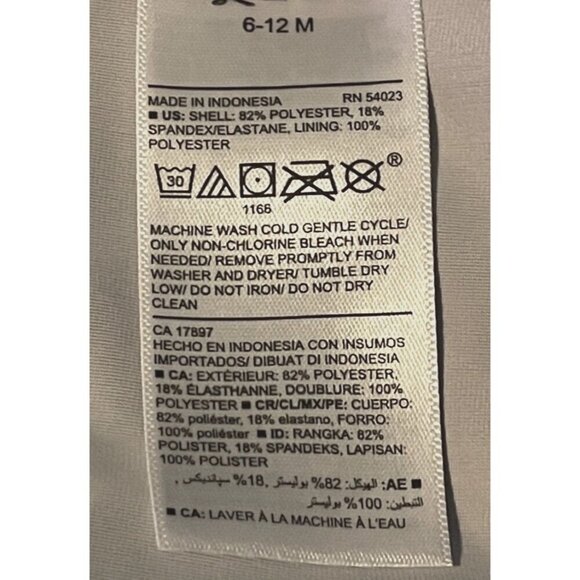 6-12 M
MADE IN INDONESIA RN 54023
■ US: SHELL: 82% POLYESTER, 18%
SPANDEX/ELASTANE, LINING: 100%
POLYESTER
30
®
1168
MACHINE WASH COLD GENTLE CYCLE/
ONLY NON-CHLORINE BLEACH WHEN
NEEDED/ REMOVE PROMPTLY FROM
WASHER AND DRYER/ TUMBLE DRY
LOW/ DO NOT IRON/ DO NOT DRY
CLEAN
CA 17897
HECHO EN INDONESIA CON INSUMOS
IMPORTADOS/ DIBUAT DI INDONESIA
■ CA: EXTÉRIEUR: 82% POLYESTER,
18% ÉLASTHANNE, DOUBLURE: 100%
POLYESTER ■ CR/CL/MX/PE: CUERPO:
82% poliéster, 18% elastano, FORRO:
100% poliéster ■ ID: RANGKA: 82%
POLISTER, 18% SPANDEKS, LAPISAN:
100% POLISTER
■ AE: الهيكل: 82% بوليستر, 18% سباندیکس ,
التبطين: 100% بوليستر
■ CA: LAVER À LA MACHINE À L'EAU